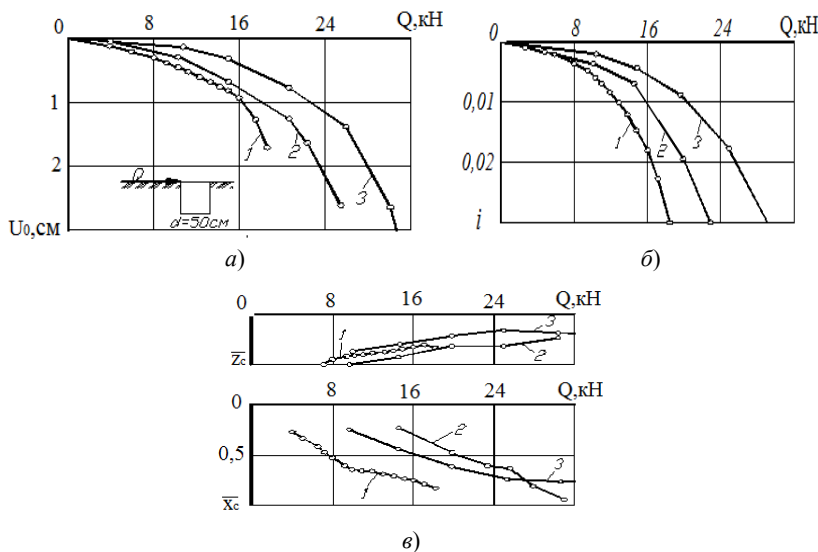 0 8 16 24 Q,кН
1
2
U₀,см
1 2 3
Q
d=50см
а)
0 8 16 24 Q,кН
0,01
0,02
i
1 2 3
б)
0 8 16 24 Q,кН
z̅c
1 3
2
0 8 16 24 Q,кН
0,5
x̅c
2
3
1
в)